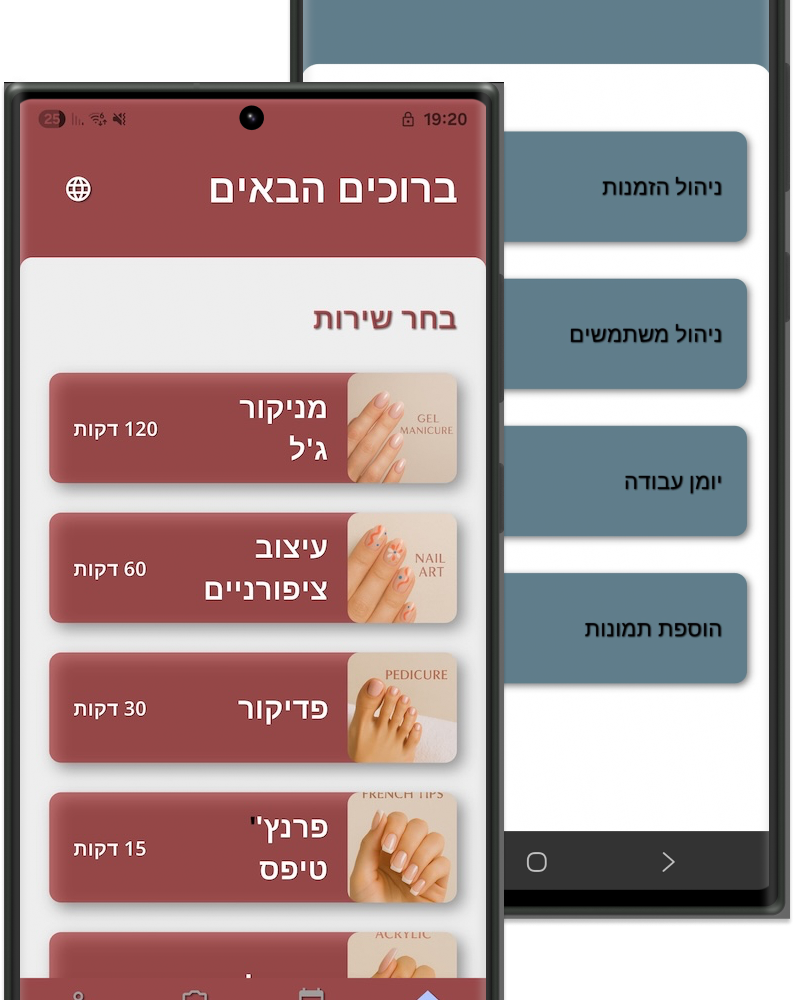 25
19:20
ברוכים הבאים
בחר שירות
מניקור
ג'ל
120 דקות
GEL
MANICURE
עיצוב
ציפורניים
60 דקות
NAIL
ART
פדיקור
30 דקות
PEDICURE
פרנץ''
טיפס
15 דקות
FRENCH TIPS
ACRYLIC
ניהול הזמנות
ניהול משתמשים
יומן עבודה
הוספת תמונות